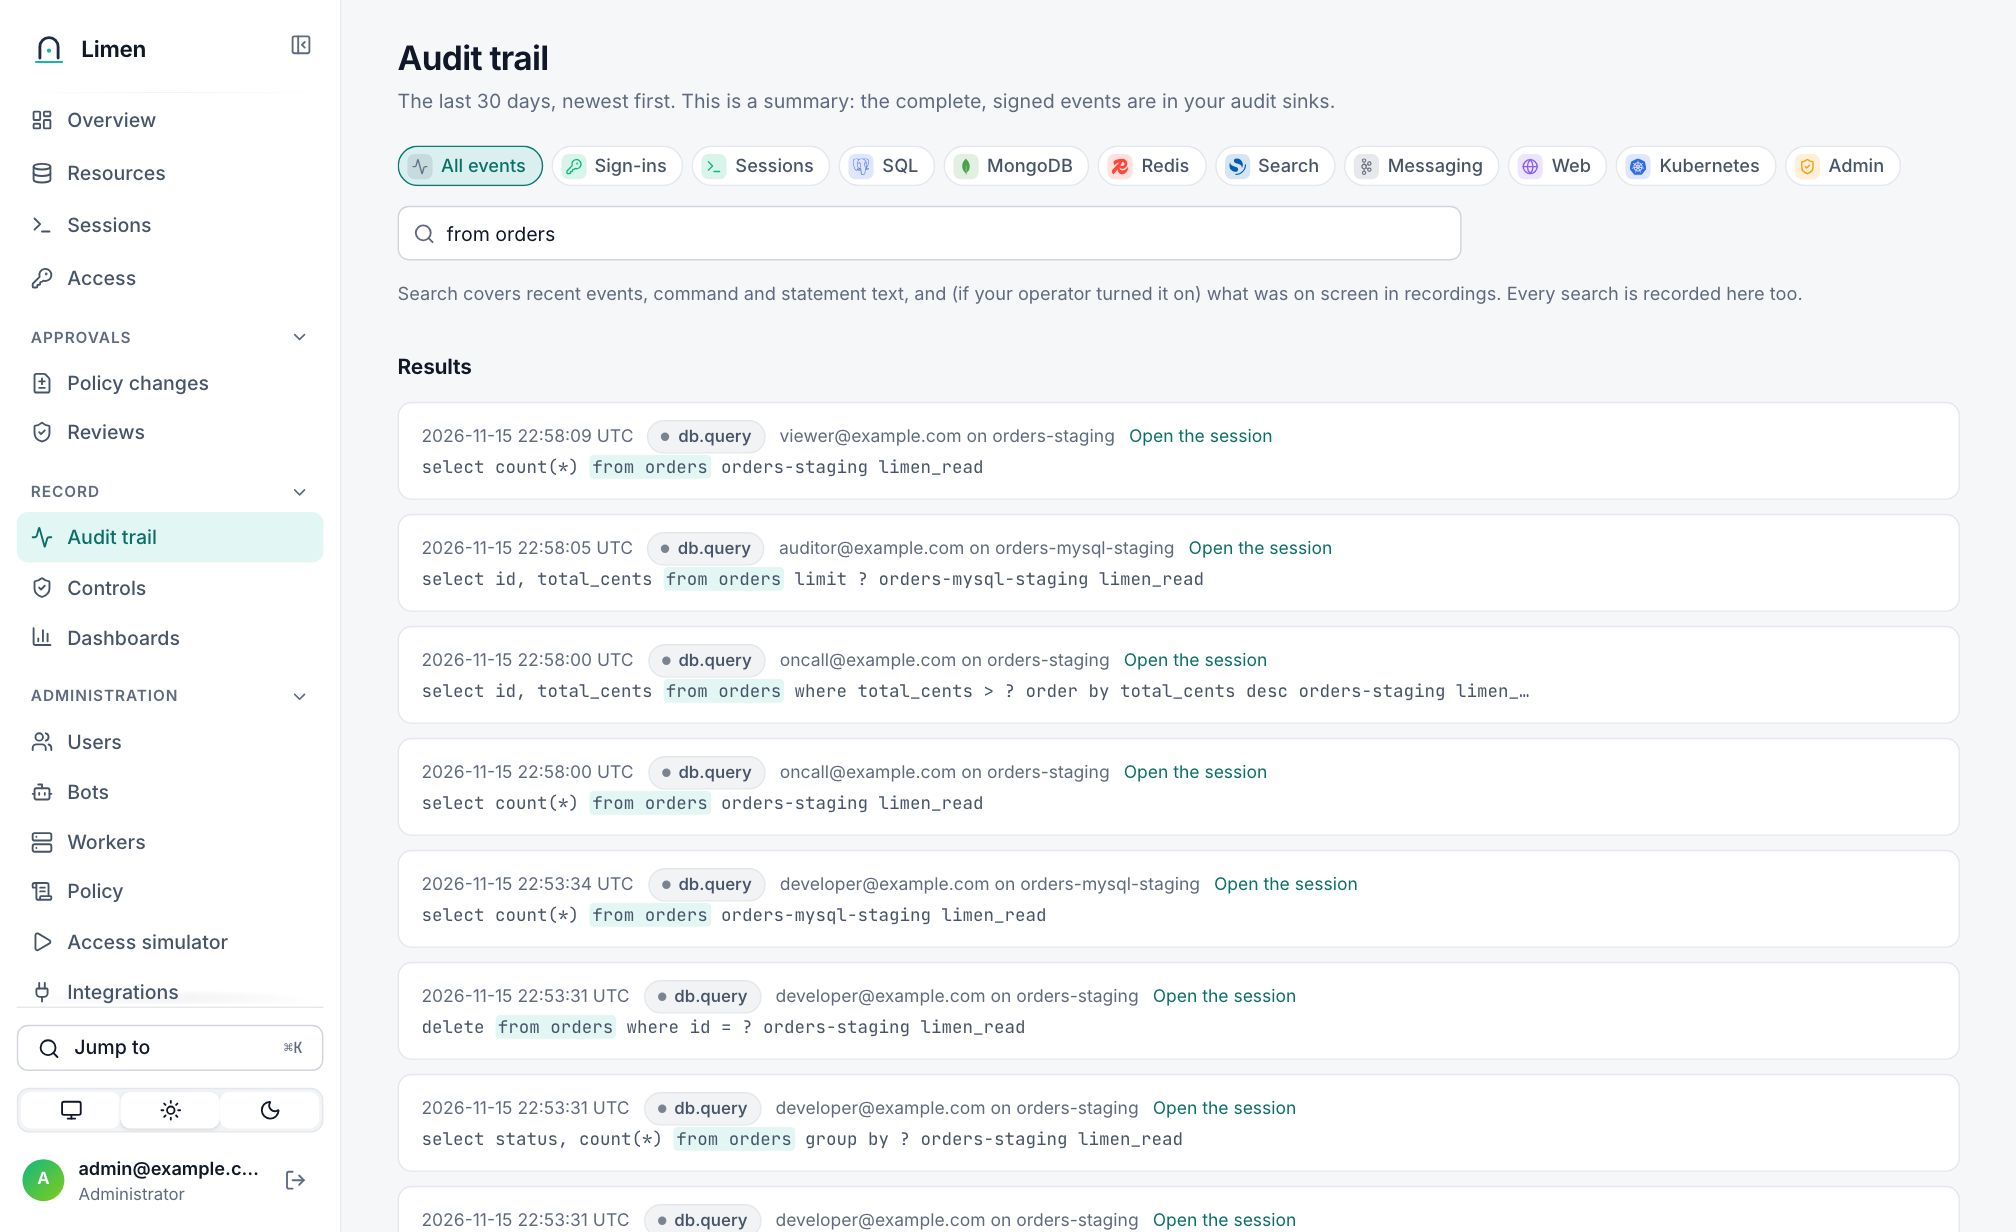 Limen
Overview
Resources
Sessions
Access
APPROVALS
Policy changes
Reviews
RECORD
Audit trail
Controls
Dashboards
ADMINISTRATION
Users
Bots
Workers
Policy
Access simulator
Integrations
Jump to ⌘K
A
admin@example.c...
Administrator
Audit trail
The last 30 days, newest first. This is a summary: the complete, signed events are in your audit sinks.
All events Sign-ins Sessions SQL MongoDB Redis Search Messaging Web Kubernetes Admin
from orders
Search covers recent events, command and statement text, and (if your operator turned it on) what was on screen in recordings. Every search is recorded here too.
Results
2026-11-15 22:58:09 UTC db.query viewer@example.com on orders-staging Open the session
select count(*) from orders orders-staging limen_read
2026-11-15 22:58:05 UTC db.query auditor@example.com on orders-mysql-staging Open the session
select id, total_cents from orders limit ? orders-mysql-staging limen_read
2026-11-15 22:58:00 UTC db.query oncall@example.com on orders-staging Open the session
select id, total_cents from orders where total_cents > ? order by total_cents desc orders-staging limen_…
2026-11-15 22:58:00 UTC db.query oncall@example.com on orders-staging Open the session
select count(*) from orders orders-staging limen_read
2026-11-15 22:53:34 UTC db.query developer@example.com on orders-mysql-staging Open the session
select count(*) from orders orders-mysql-staging limen_read
2026-11-15 22:53:31 UTC db.query developer@example.com on orders-staging Open the session
delete from orders where id = ? orders-staging limen_read
2026-11-15 22:53:31 UTC db.query developer@example.com on orders-staging Open the session
select status, count(*) from orders group by ? orders-staging limen_read
2026-11-15 22:53:31 UTC db.query developer@example.com on orders-staging Open the session